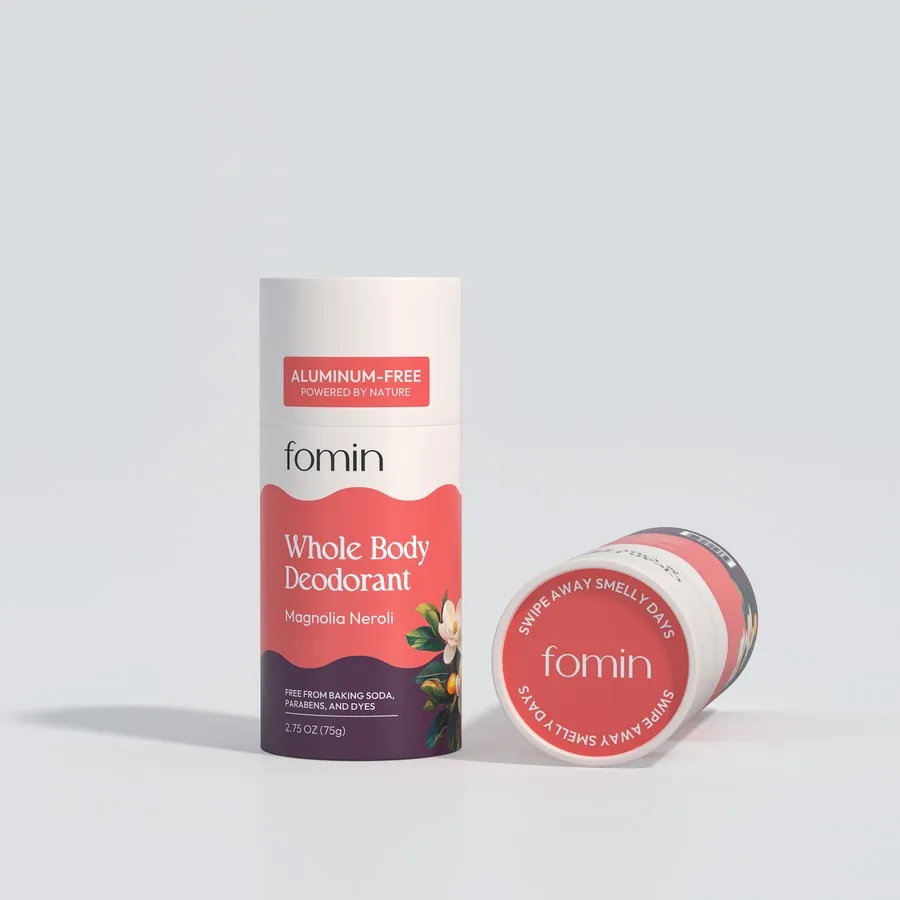 ALUMINUM-FREE
POWERED BY NATURE
fomin
Whole Body
Deodorant
Magnolia Neroli
FREE FROM BAKING SODA,
PARABENS, AND DYES
2.75 OZ (75g)
SWIPE AWAY SMELLY DAYS
fomin
SWIPE AWAY SMELLY DAYS